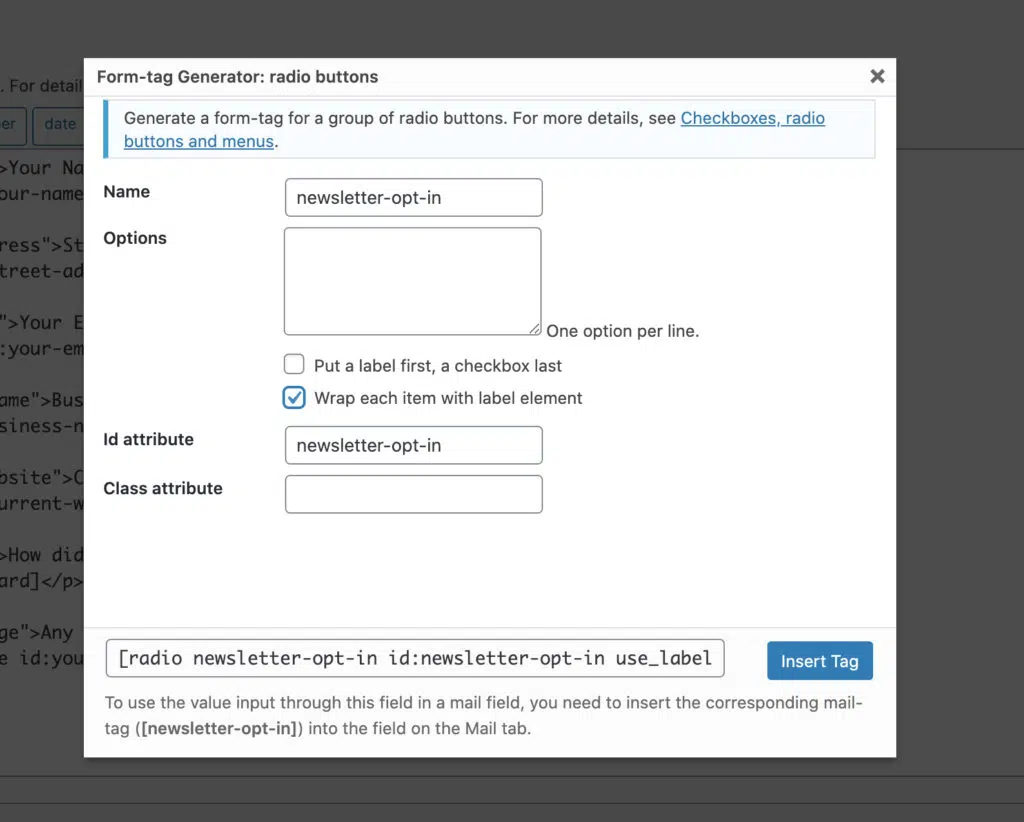 Form-tag Generator: radio buttons
. For detail
Generate a form-tag for a group of radio buttons. For more details, see Checkboxes, radio
buttons and menus.
er
date
>Your Na
our-name
Name
newsletter-opt-in
Options
ress">St
treet-ad
">Your E
:your-em
One option per line.
Put a label first, a checkbox last
ame">Bus
siness-n
Wrap each item with label element
Id attribute
newsletter-opt-in
bsite">C
urrent-w
Class attribute
>How did
ard]</p>
ge">Any
e id:you
[radio newsletter-opt-in id:newsletter-opt-in use_label
Insert Tag
To use the value input through this field in a mail field, you need to insert the corresponding mail-
tag ([newsletter-opt-in]) into the field on the Mail tab.